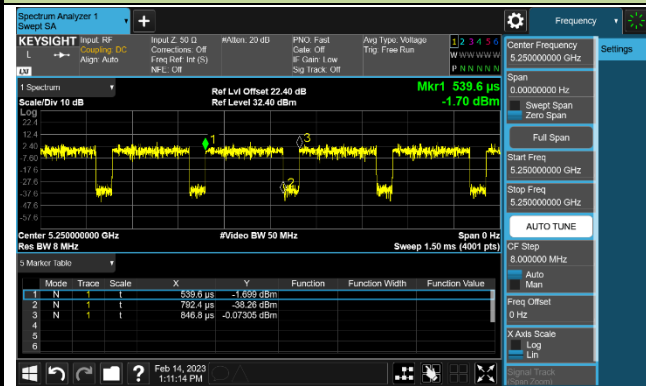 Spectrum Analyzer 1
Swept SA
Frequency
KEYSIGHT
L
LXI
Input: RF
Coupling: DC
Align: Auto
Input Z: 50 Ω
Corrections: Off
Freq Ref: Int (S)
NFE: Off
#Atten: 20 dB
PNO: Fast
Gate: Off
IF Gain: Low
Sig Track: Off
Avg Type: Voltage
Trig: Free Run
1 2 3 4 5 6
W W W W W W
P N N N N N
1 Spectrum
Scale/Div 10 dB
Ref Lvl Offset 22.40 dB
Ref Level 32.40 dBm
Mkr1 539.6 µs
-1.70 dBm
Log
22.4
12.4
2.40
-7.60
-17.6
-27.6
-37.6
-47.6
-57.6
1
3
2
Center 5.250000000 GHz
Res BW 8 MHz
#Video BW 50 MHz
Span 0 Hz
Sweep 1.50 ms (4001 pts)
5 Marker Table
Mode Trace Scale X Y Function Function Width Function Value
1 N 1 t 539.6 µs -1.699 dBm
2 N 1 t 792.4 µs -38.26 dBm
3 N 1 t 846.8 µs -0.07305 dBm
4
5
6
Feb 14, 2023
1:11:14 PM
Center Frequency
5.250000000 GHz
Settings
Span
0.00000000 Hz
Swept Span
Zero Span
Full Span
Start Freq
5.250000000 GHz
Stop Freq
5.250000000 GHz
AUTO TUNE
CF Step
8.000000 MHz
Auto
Man
Freq Offset
0 Hz
X Axis Scale
Log
Lin
Signal Track
(Span Zoom)